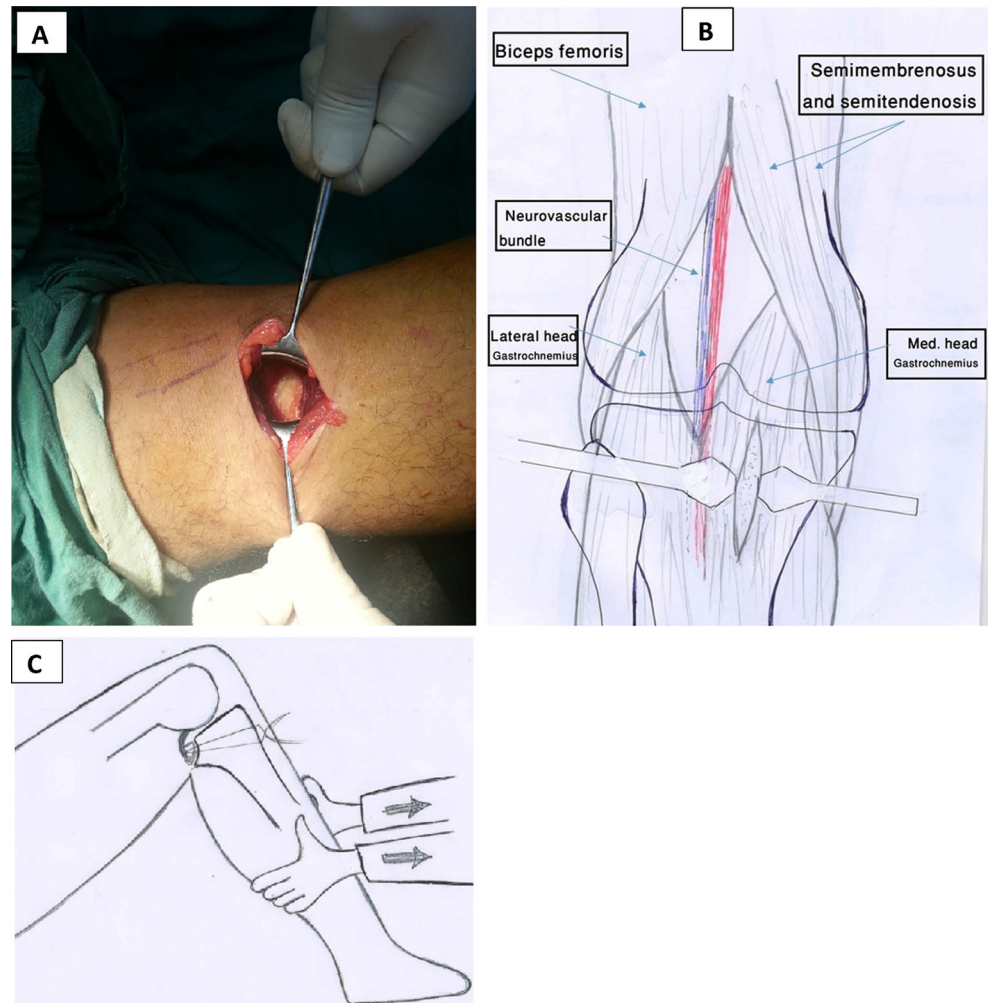 A
B
Biceps femoris
Semimembrenosus
and semitendenosis
Neurovascular
bundle
Lateral head
Gastrochnemius
Med. head
Gastrochnemius
C